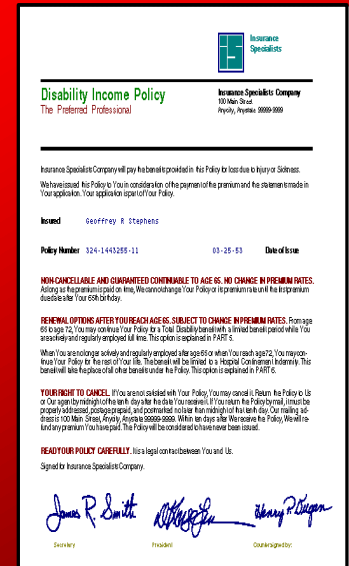 Insurance
Specialists
Disability Income Policy
The Preferred Professional
Insurance Specialists Company
100 Main Street
Anycity, Anystate 99999-9999
Insurance Specialists Company will pay the benefits provided in this Policy for loss due to Injury or Sickness.
We have issued this Policy to You in consideration of the payment of the premium and the statements made in
Your application. Your application is part of Your Policy.
Insured Geoffrey R Stephens
Policy Number 324-1443255-11 03-25-53 Date of Issue
NON-CANCELLABLE AND GUARANTEED CONTINUABLE TO AGE 65. NO CHANGE IN PREMIUM RATES.
As long as the premium is paid on time, We cannot change Your Policy or its premium rate until the first premium
due date after Your 65th birthday.
RENEWAL OPTIONS AFTER YOU REACH AGE 65. SUBJECT TO CHANGE IN PREMIUM RATES. From age
65 to age 72, You may continue Your Policy for a Total Disability benefit with a limited benefit period while You
are actively and regularly employed full time. This option is explained in PART 5.
When You are no longer actively and regularly employed after age 65 or when You reach age 72, You may con-
tinue Your Policy for the rest of Your life. The benefit will be limited to a Hospital Confinement Indemnity. This
benefit will take the place of all other benefits under the Policy. This option is explained in PART 6.
YOUR RIGHT TO CANCEL. If You are not satisfied with Your Policy, You may cancel it. Return the Policy to Us
or Our agent by midnight of the tenth day after the date You receive it. If You return the Policy by mail, it must be
properly addressed, postage prepaid, and postmarked no later than midnight of that tenth day. Our mailing ad-
dress is 100 Main Street, Anycity, Anystate 99999-9999. Within ten days after We receive the Policy, We will re-
fund any premium You have paid. The Policy will be considered to have never been issued.
READ YOUR POLICY CAREFULLY. It is a legal contract between You and Us.
Signed for Insurance Specialists Company.
James R. Smith
Secretary President Countersigned by: